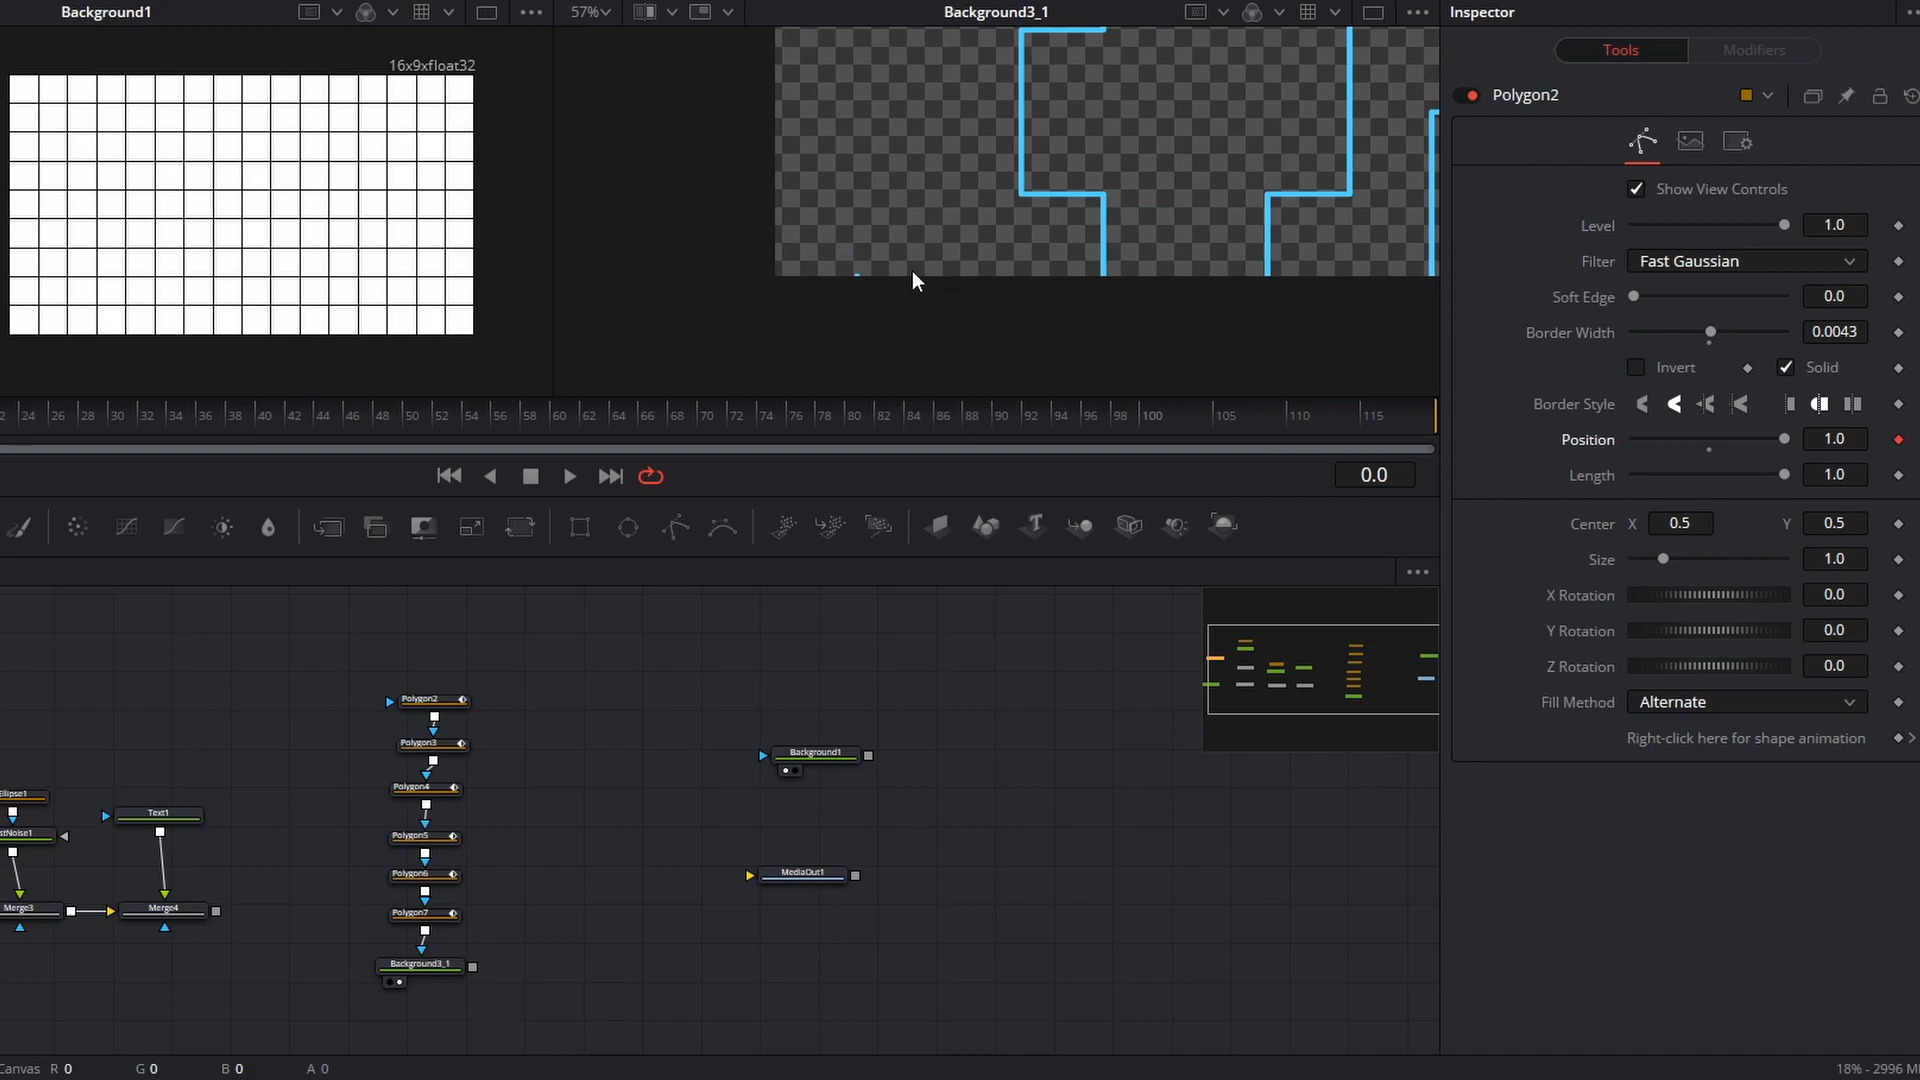 Background1
57%
Background3_1
Inspector
16x9xfloat32
Tools
Modifiers
Polygon2
Show View Controls
Level 1.0
Filter Fast Gaussian
Soft Edge 0.0
Border Width 0.0043
Invert Solid
Border Style
Position 1.0
Length 1.0
Center X 0.5 Y 0.5
Size 1.0
X Rotation 0.0
Y Rotation 0.0
Z Rotation 0.0
Fill Method Alternate
Right-click here for shape animation
2 24 26 28 30 32 34 36 38 40 42 44 46 48 50 52 54 56 58 60 62 64 66 68 70 72 74 76 78 80 82 84 86 88 90 92 94 96 98 100 105 110 115
0.0
Polygon2
Polygon3
Background1
Polygon4
Ellipse1
Text1
stNoise1
Polygon5
Polygon6
MediaOut1
Merge3
Merge4
Polygon7
Background3_1
Canvas R 0 G 0 B 0 A 0
18% - 2996 M